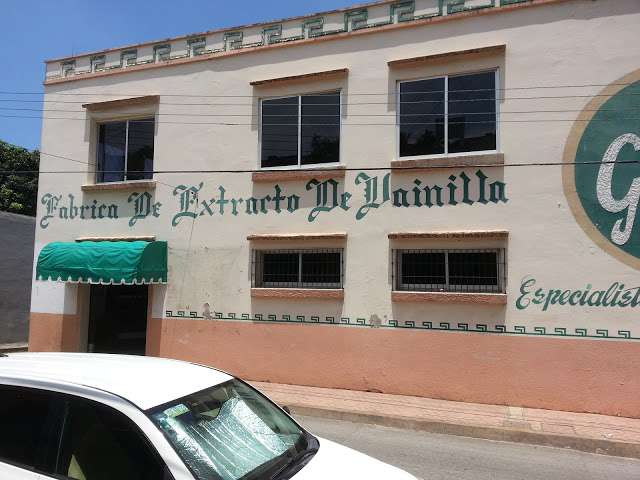 Fabrica De Extracto De Vainilla
G
Especialist